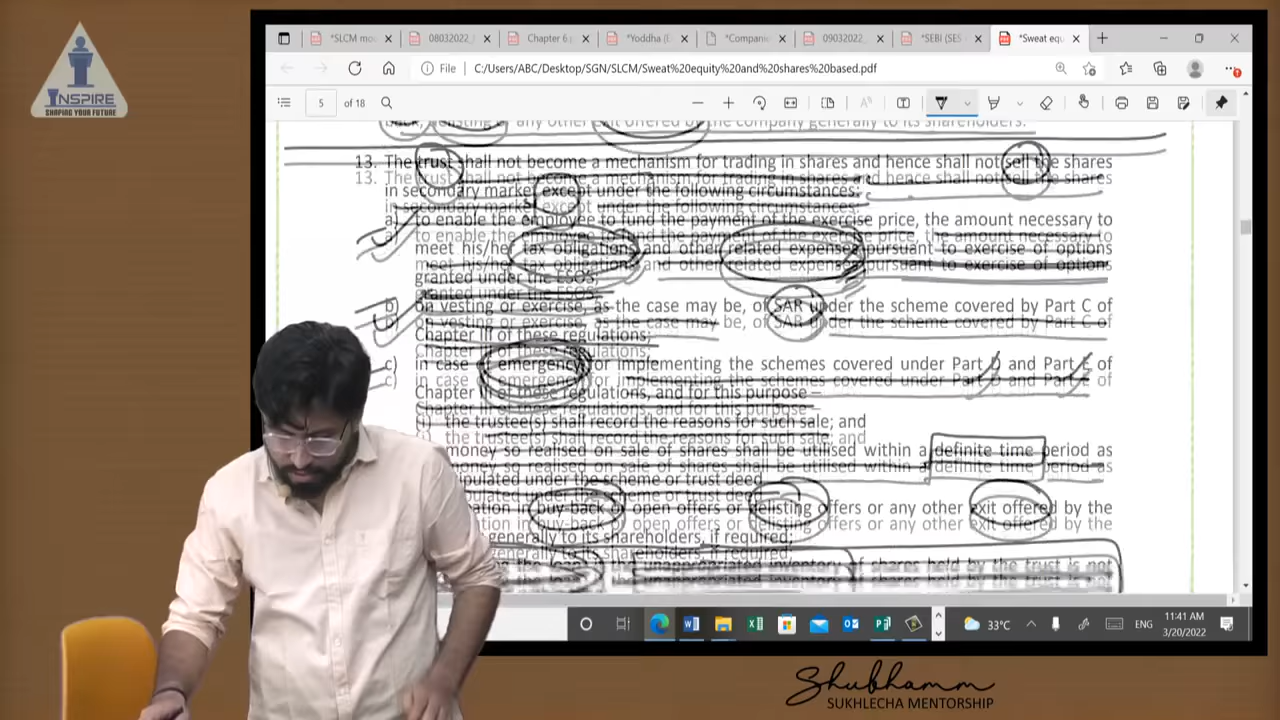 INSPIRE
SHAPING YOUR FUTURE
*SLCM mo
08032022_
Chapter 6.
*Yoddha (
*Companie
09032022_
*SEBI (SES
*Sweat equ
File
C:/Users/ABC/Desktop/SGN/SLCM/Sweat%20equity%20and%20shares%20based.pdf
5 of 18
13. The trust shall not become a mechanism for trading in shares and hence shall not sell the shares
in secondary market except under the following circumstances:
a) to enable the employee to fund the payment of the exercise price, the amount necessary to
meet his/her tax obligations and other related expenses pursuant to exercise of options
granted under the ESOS;
on vesting or exercise, as the case may be, of SAR under the scheme covered by Part C of
Chapter III of these regulations;
c) in case of emergency for implementing the schemes covered under Part D and Part E of
Chapter III of these regulations, and for this purpose –
(i) the trustee(s) shall record the reasons for such sale; and
money so realised on sale of shares shall be utilised within a definite time period as
under the scheme or trust deed
in buy-back or open offers or delisting offers or any other exit offered by the
generally to its shareholders, if required;
unappropriated inventory of shares held by the trust is not
33°C
ENG
11:41 AM
3/20/2022
Shubhamm
SUKHLECHA MENTORSHIP